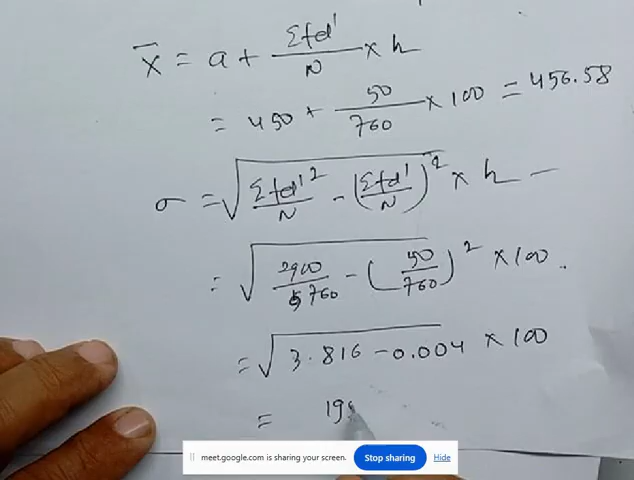 x̄ = a + Σfd' / N × h
= 450 + 50 / 760 × 100 = 456.58
σ = √(Σfd'² / N - (Σfd' / N)²) × h —
= √(2900 / 760 - (50 / 760)²) × 100 .
= √(3.816 - 0.004) × 100
= 19
meet.google.com is sharing your screen. Stop sharing Hide